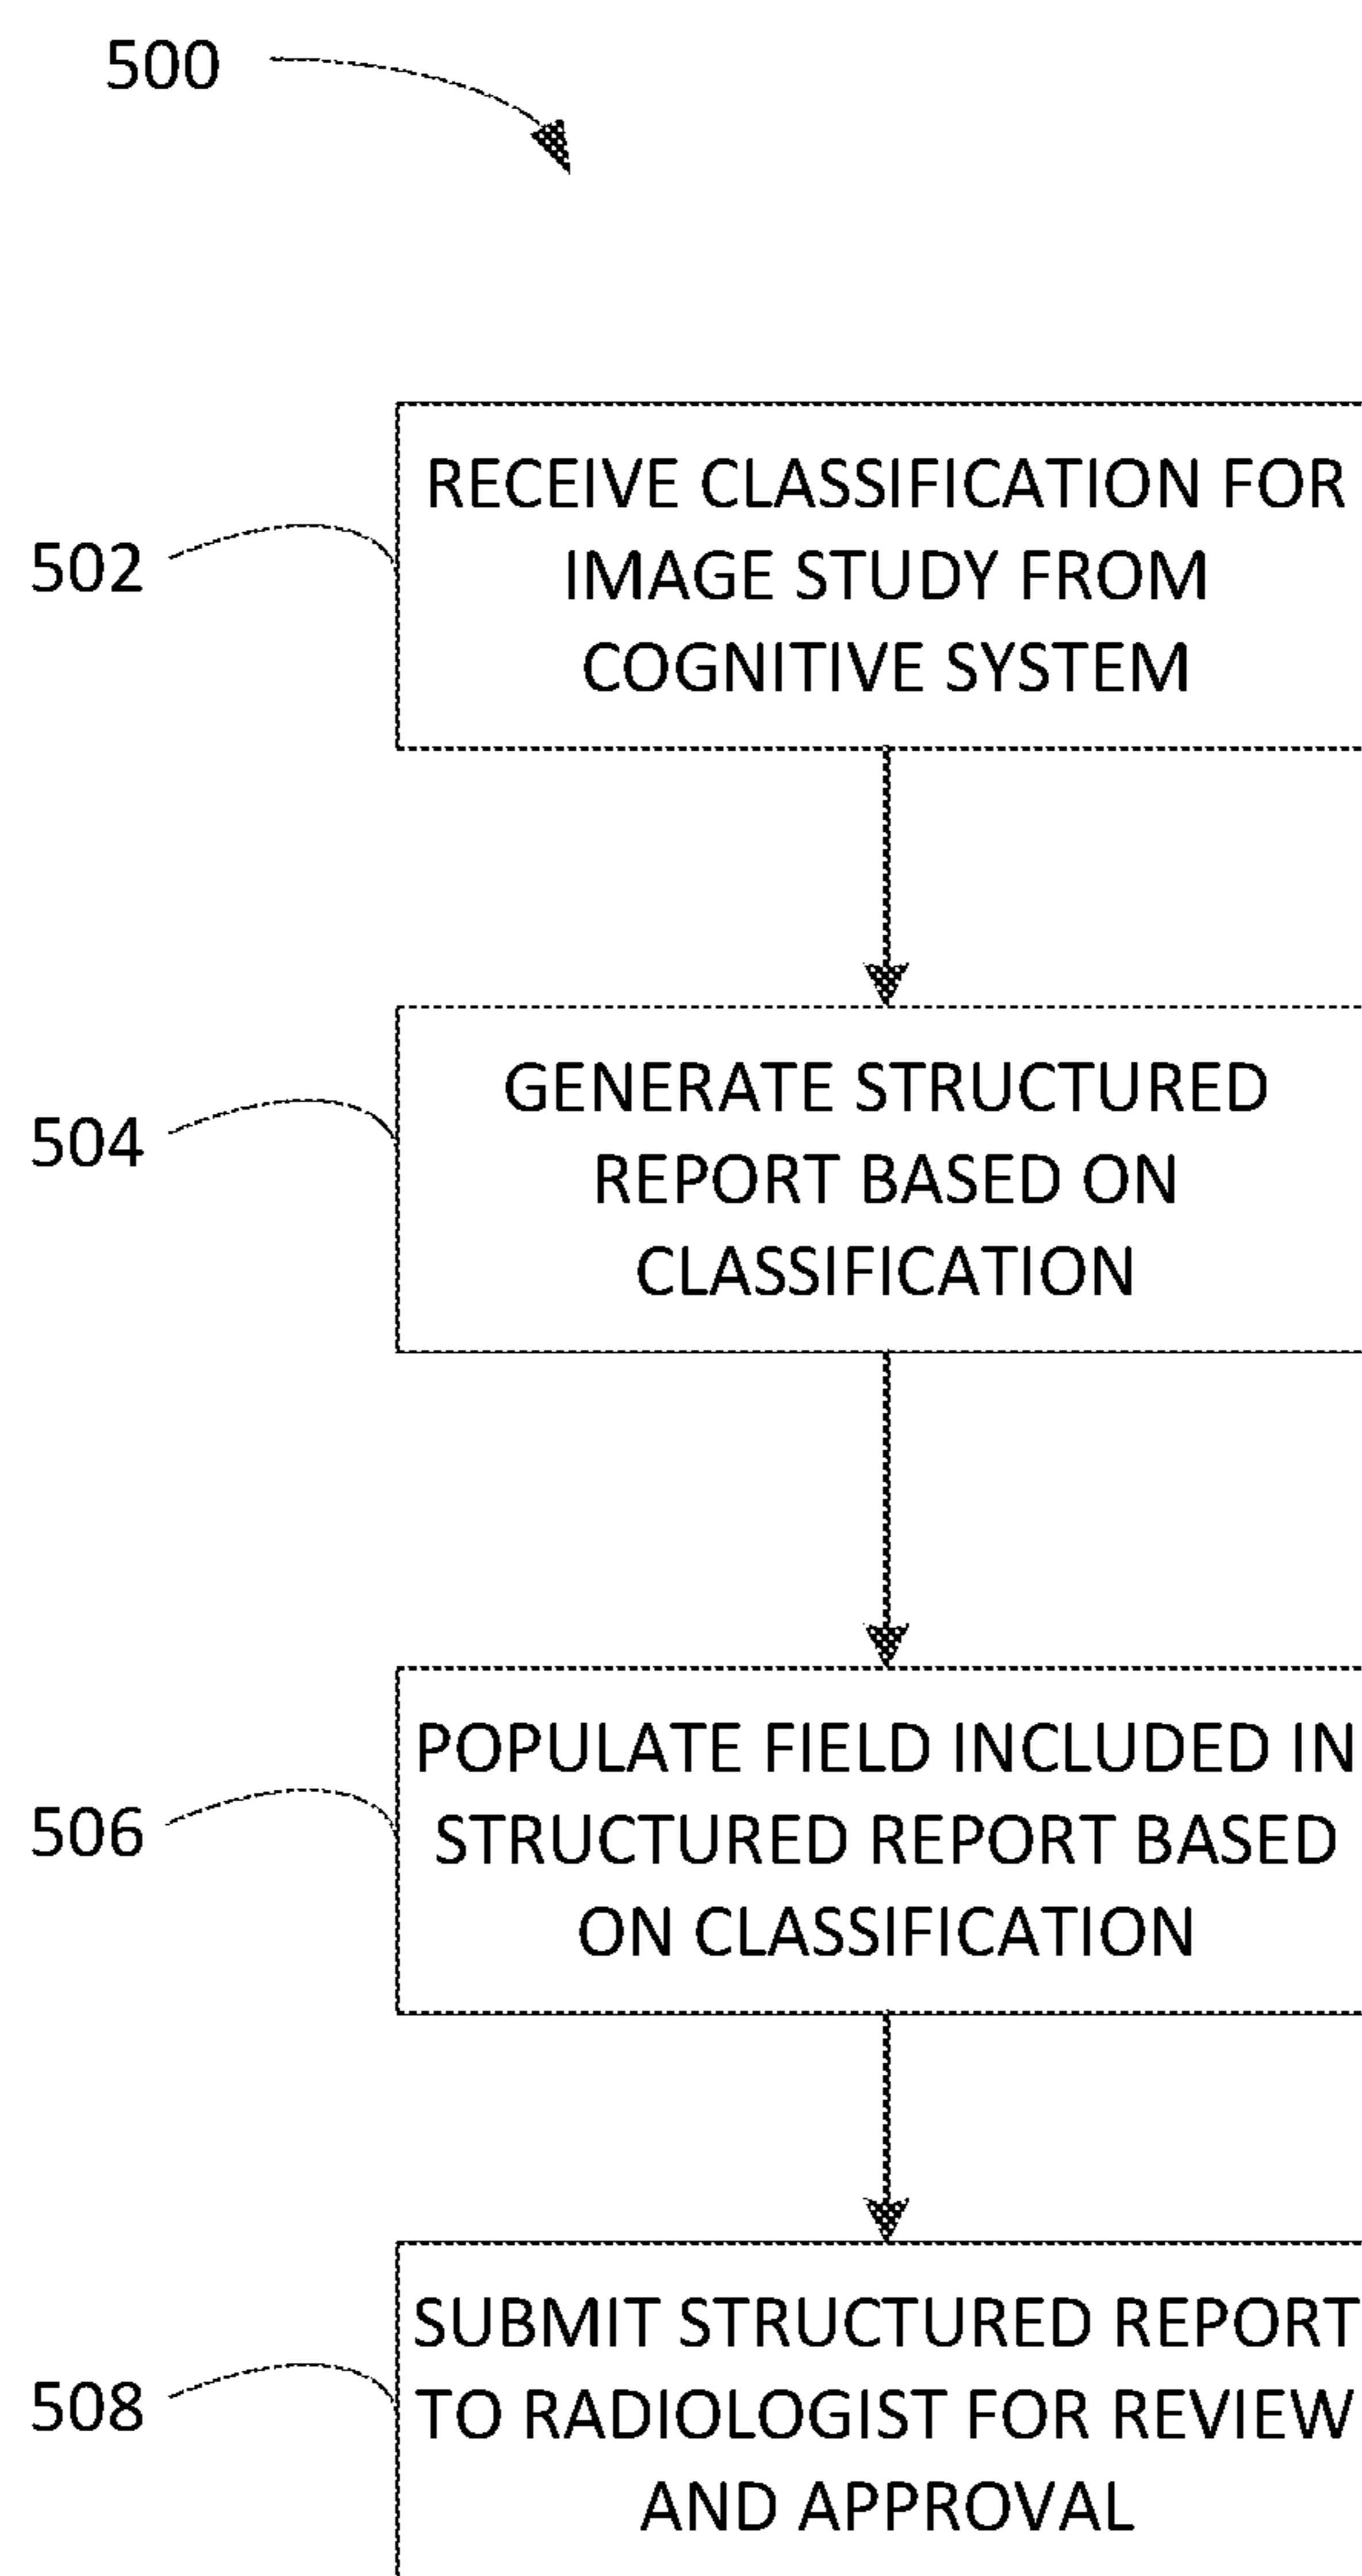 500
502
RECEIVE CLASSIFICATION FOR
IMAGE STUDY FROM
COGNITIVE SYSTEM
504
GENERATE STRUCTURED
REPORT BASED ON
CLASSIFICATION
506
POPULATE FIELD INCLUDED IN
STRUCTURED REPORT BASED
ON CLASSIFICATION
508
SUBMIT STRUCTURED REPORT
TO RADIOLOGIST FOR REVIEW
AND APPROVAL